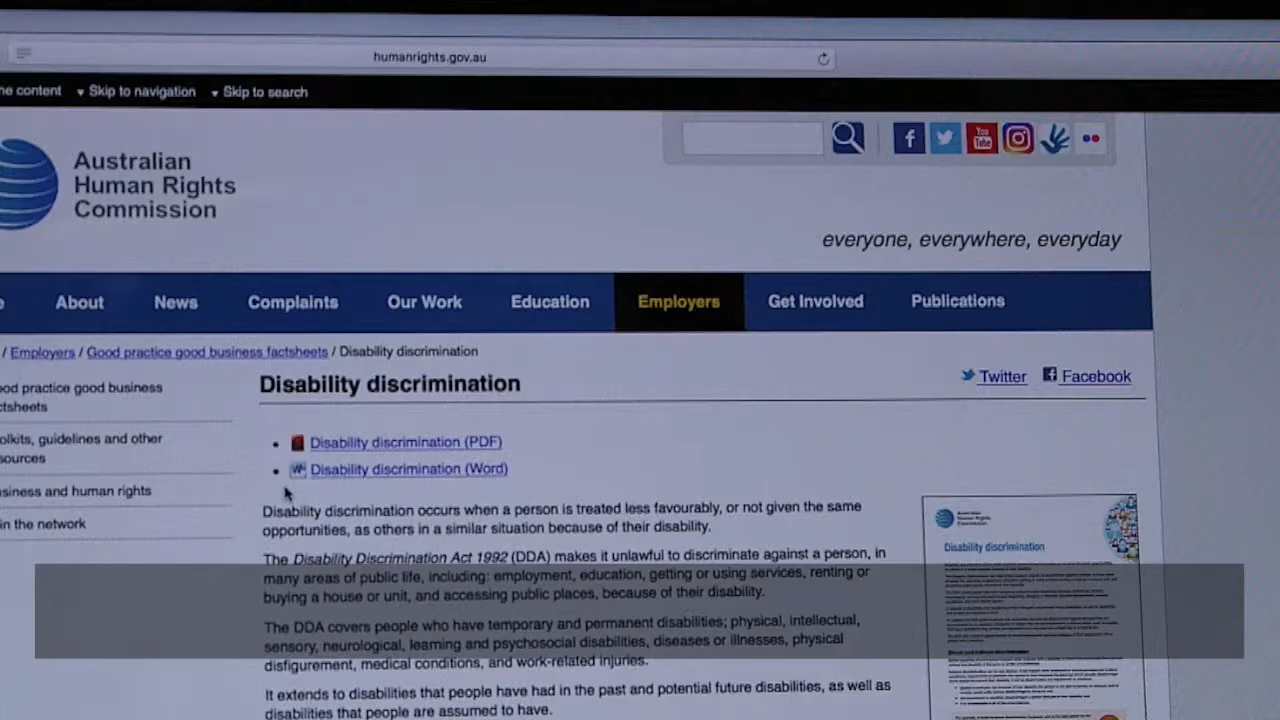 humanrights.gov.au
he content Skip to navigation Skip to search
Australian
Human Rights
Commission
You
Tube
everyone, everywhere, everyday
e About News Complaints Our Work Education Employers Get Involved Publications
/ Employers / Good practice good business factsheets / Disability discrimination
ood practice good business
ctsheets
olkits, guidelines and other
sources
siness and human rights
in the network
Disability discrimination
Twitter Facebook
Disability discrimination (PDF)
Disability discrimination (Word)
Disability discrimination occurs when a person is treated less favourably, or not given the same
opportunities, as others in a similar situation because of their disability.
The Disability Discrimination Act 1992 (DDA) makes it unlawful to discriminate against a person, in
many areas of public life, including: employment, education, getting or using services, renting or
buying a house or unit, and accessing public places, because of their disability.
The DDA covers people who have temporary and permanent disabilities; physical, intellectual,
sensory, neurological, learning and psychosocial disabilities, diseases or illnesses, physical
disfigurement, medical conditions, and work-related injuries.
It extends to disabilities that people have had in the past and potential future disabilities, as well as
disabilities that people are assumed to have.
Australian
Human Rights
Commission
Disability discrimination